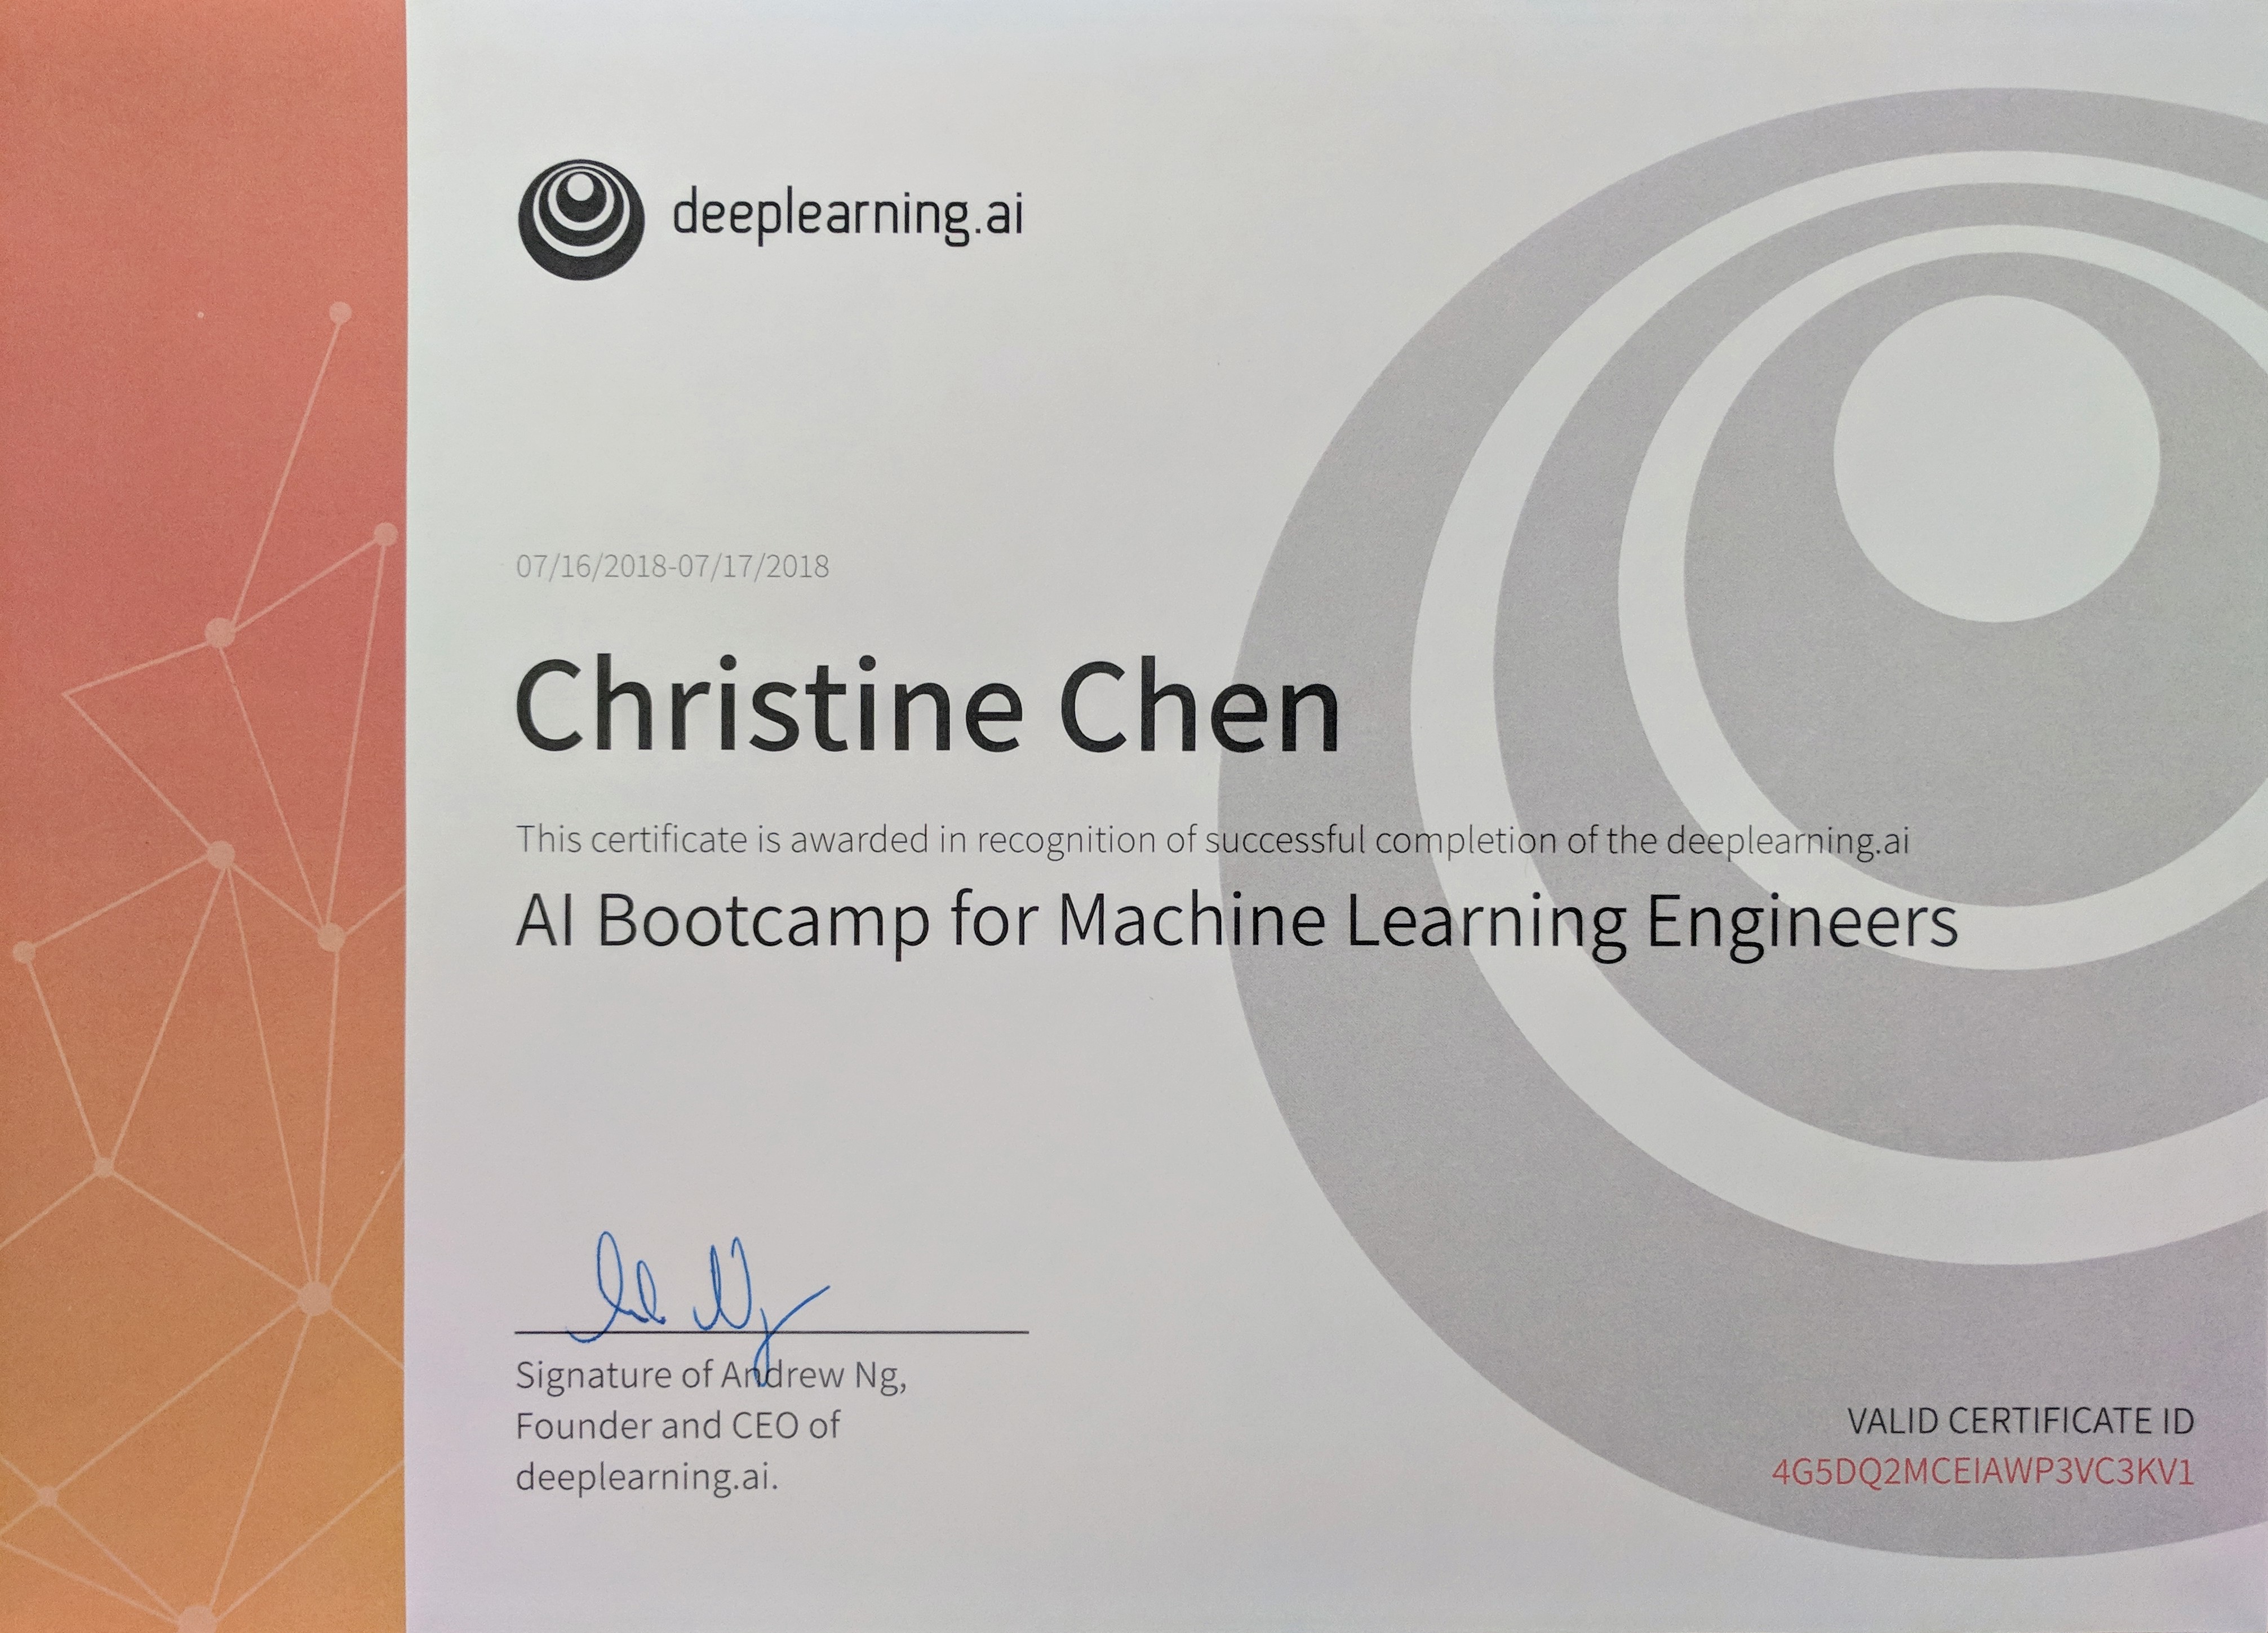 deeplearning.ai
07/16/2018-07/17/2018
Christine Chen
This certificate is awarded in recognition of successful completion of the deeplearning.ai
AI Bootcamp for Machine Learning Engineers
Signature of Andrew Ng,
Founder and CEO of
deeplearning.ai.
VALID CERTIFICATE ID
4G5DQ2MCEIAWP3VC3KV1